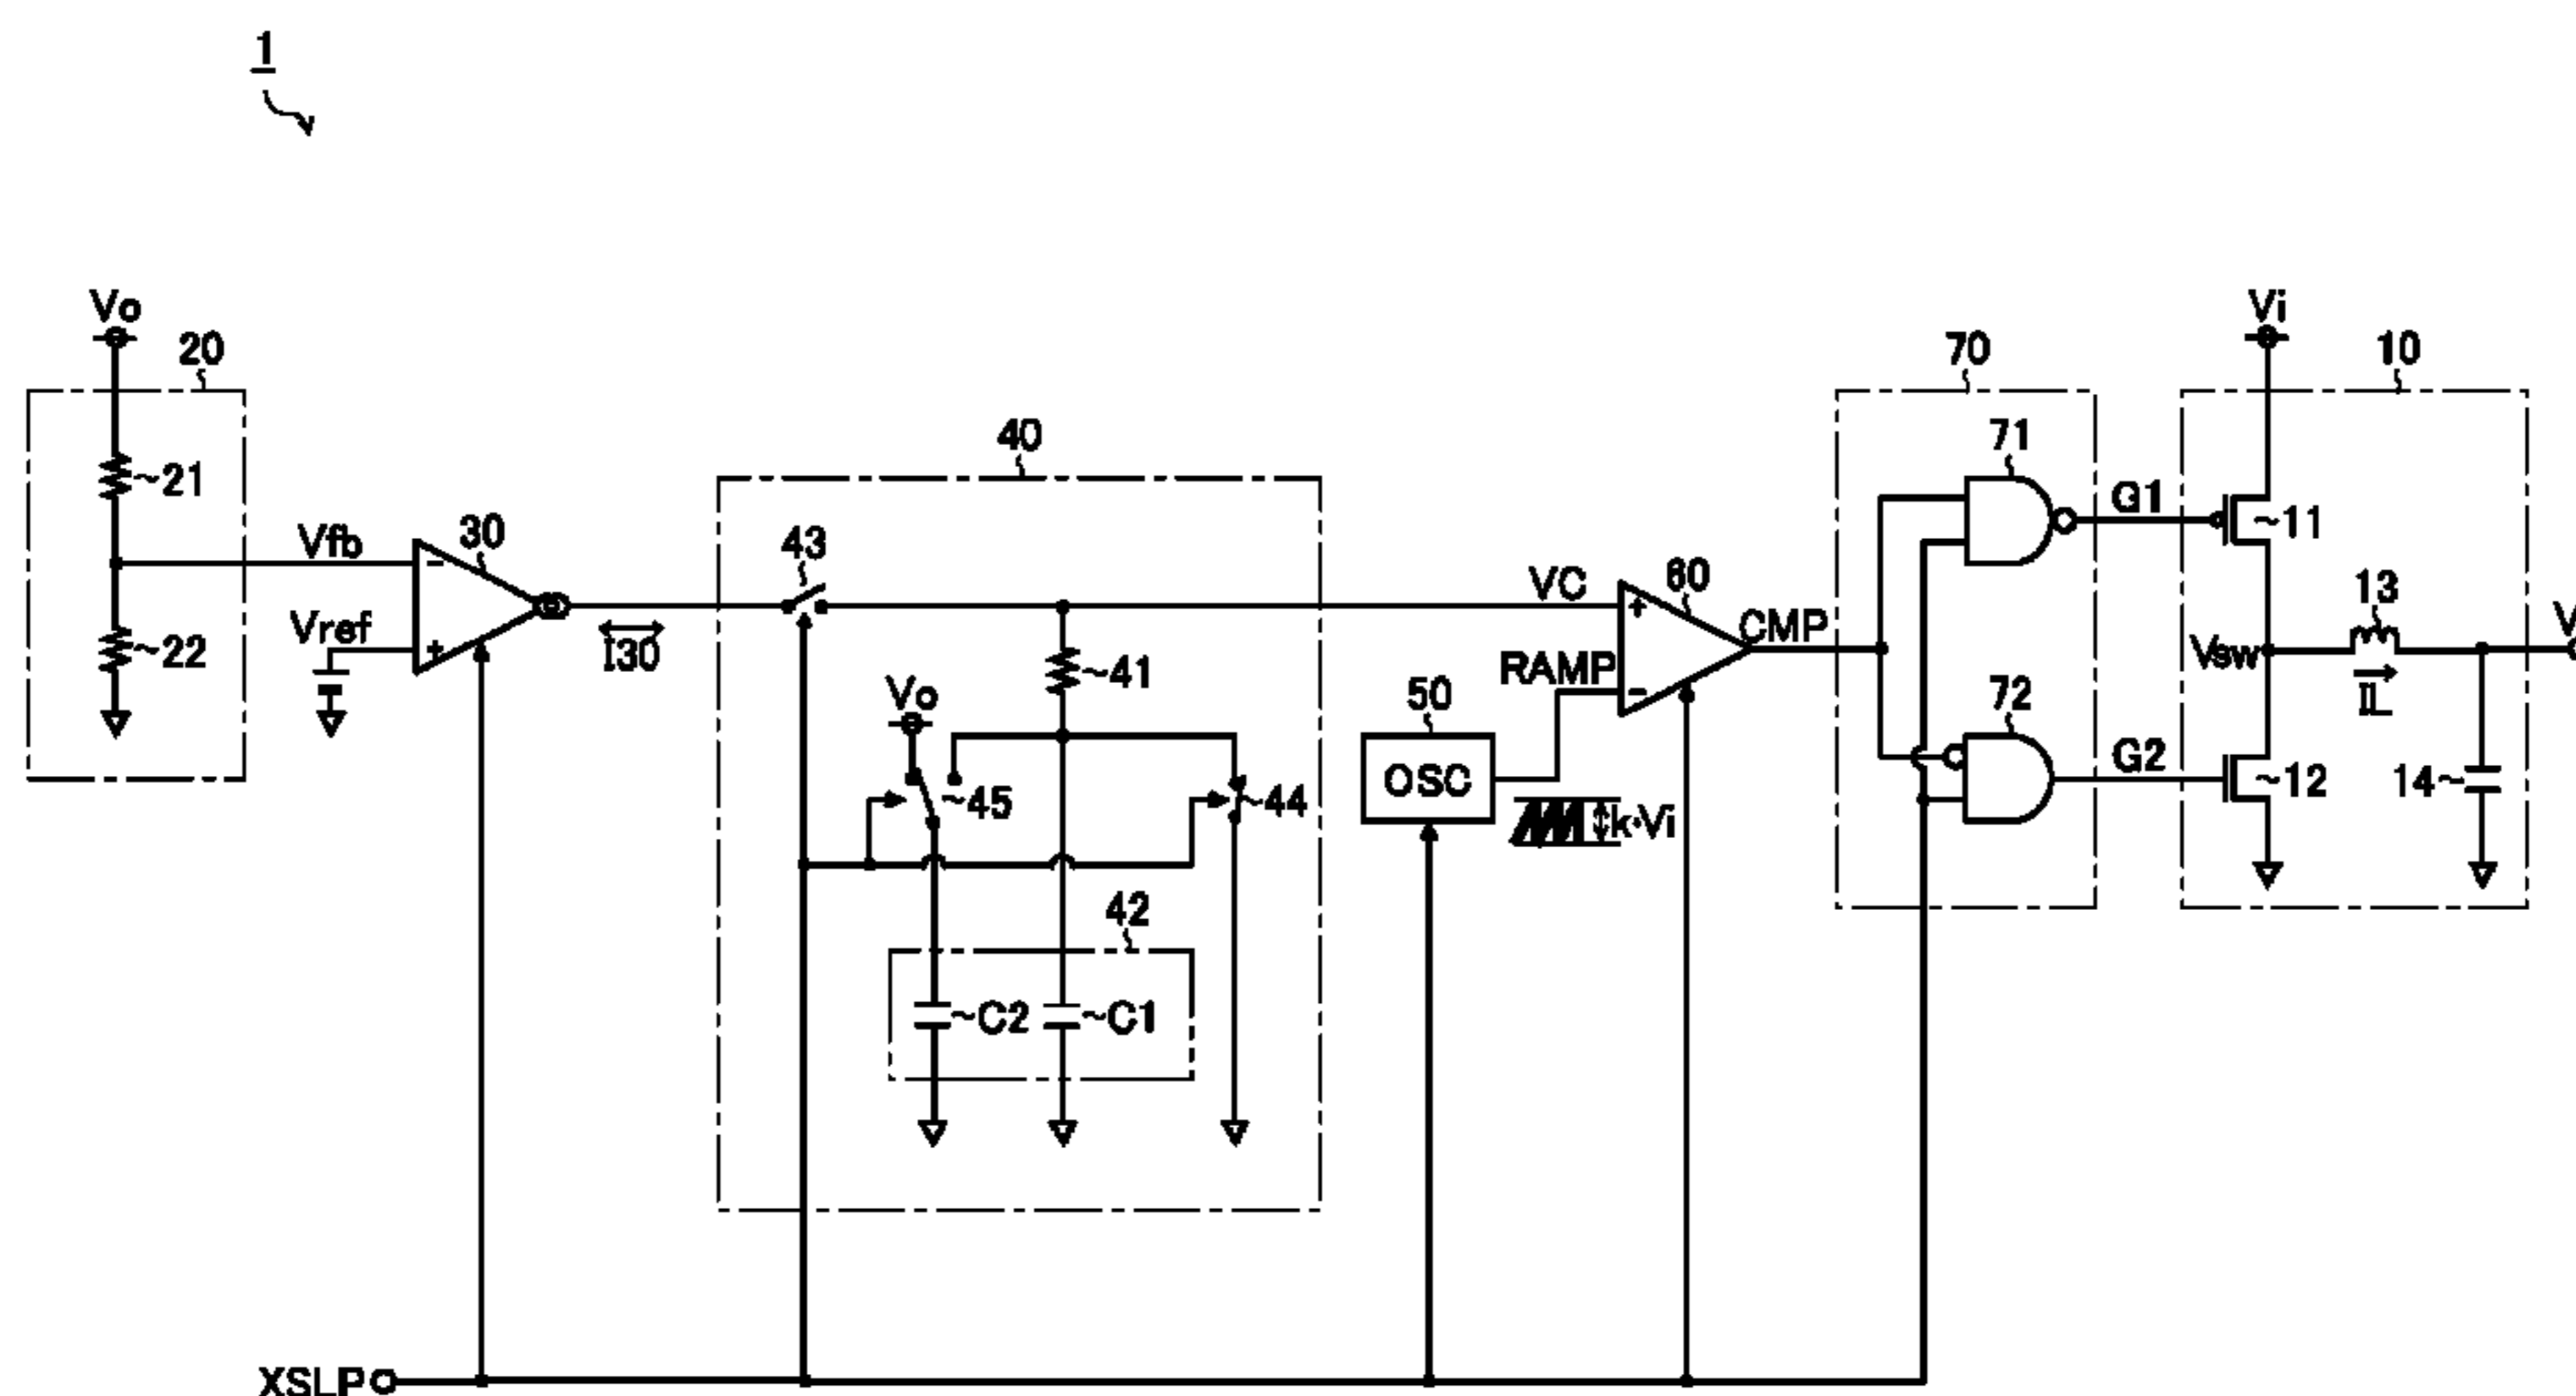 1
Vo
20
~21
~22
Vfb
Vref
30
-
+
I30
40
43
~41
Vo
~45
~44
42
~C2
~C1
50
OSC
RAMP
k·Vi
VC
60
+
-
CMP
70
71
72
G1
G2
Vi
10
~11
~12
Vsw
13
IL
14~
V
XSLP